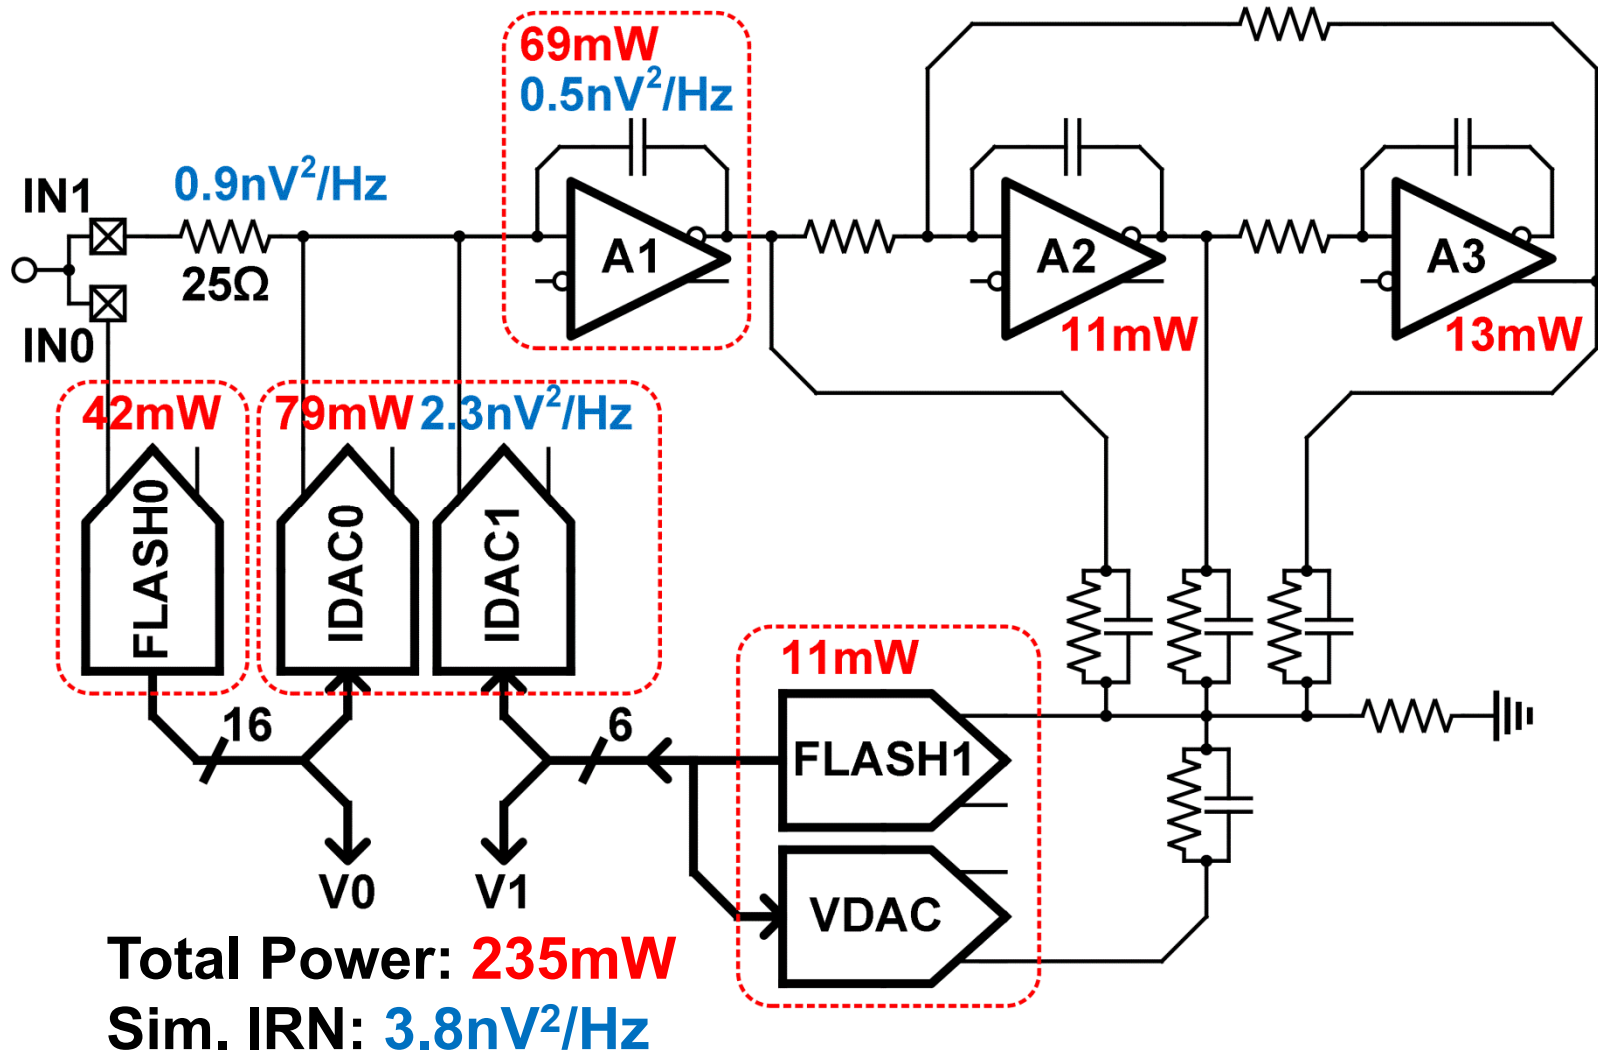 69mW
0.5nV²/Hz
0.9nV²/Hz
IN1
25Ω
A1
A2
A3
IN0
11mW
13mW
42mW
79mW 2.3nV²/Hz
FLASH0
IDAC0
IDAC1
11mW
16
6
FLASH1
V0
V1
VDAC
Total Power: 235mW
Sim. IRN: 3.8nV²/Hz